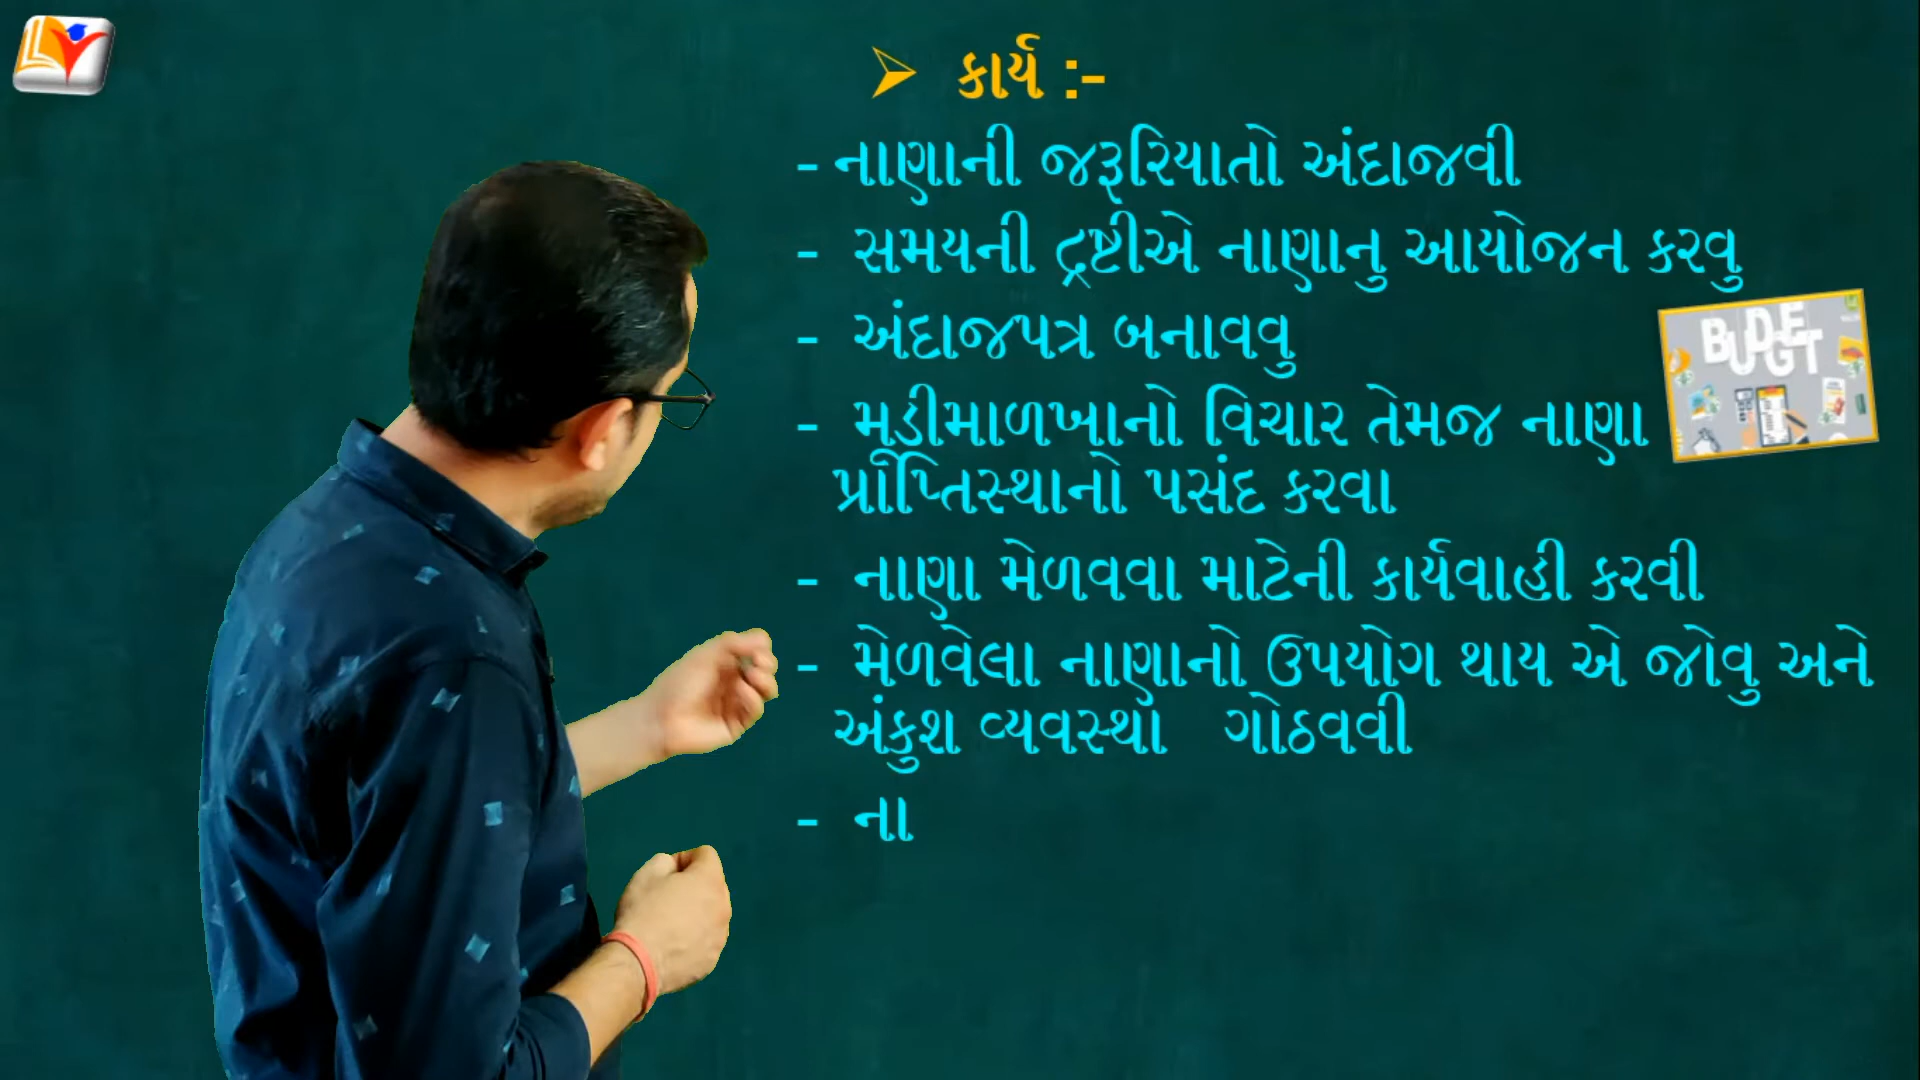 ➢ કાર્ય :-
- નાણાની જરૂરિયાતો અંદાજવી
- સમયની દ્રષ્ટીએ નાણાનુ આયોજન કરવુ
- અંદાજપત્ર બનાવવુ
- મૂડીમાળખાનો વિચાર તેમજ નાણા
પ્રાપ્તિસ્થાનો પસંદ કરવા
- નાણા મેળવવા માટેની કાર્યવાહી કરવી
- મેળવેલા નાણાનો ઉપયોગ થાય એ જોવુ અને
અંકુશ વ્યવસ્થા ગોઠવવી
- ના
BUDGET